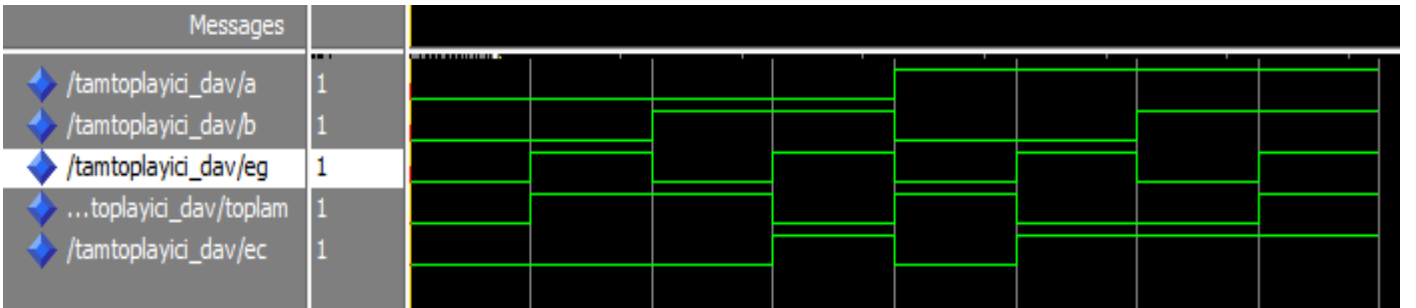 Messages
/tamtoplayici_dav/a 1
/tamtoplayici_dav/b 1
/tamtoplayici_dav/eg 1
...toplayici_dav/toplam 1
/tamtoplayici_dav/ec 1